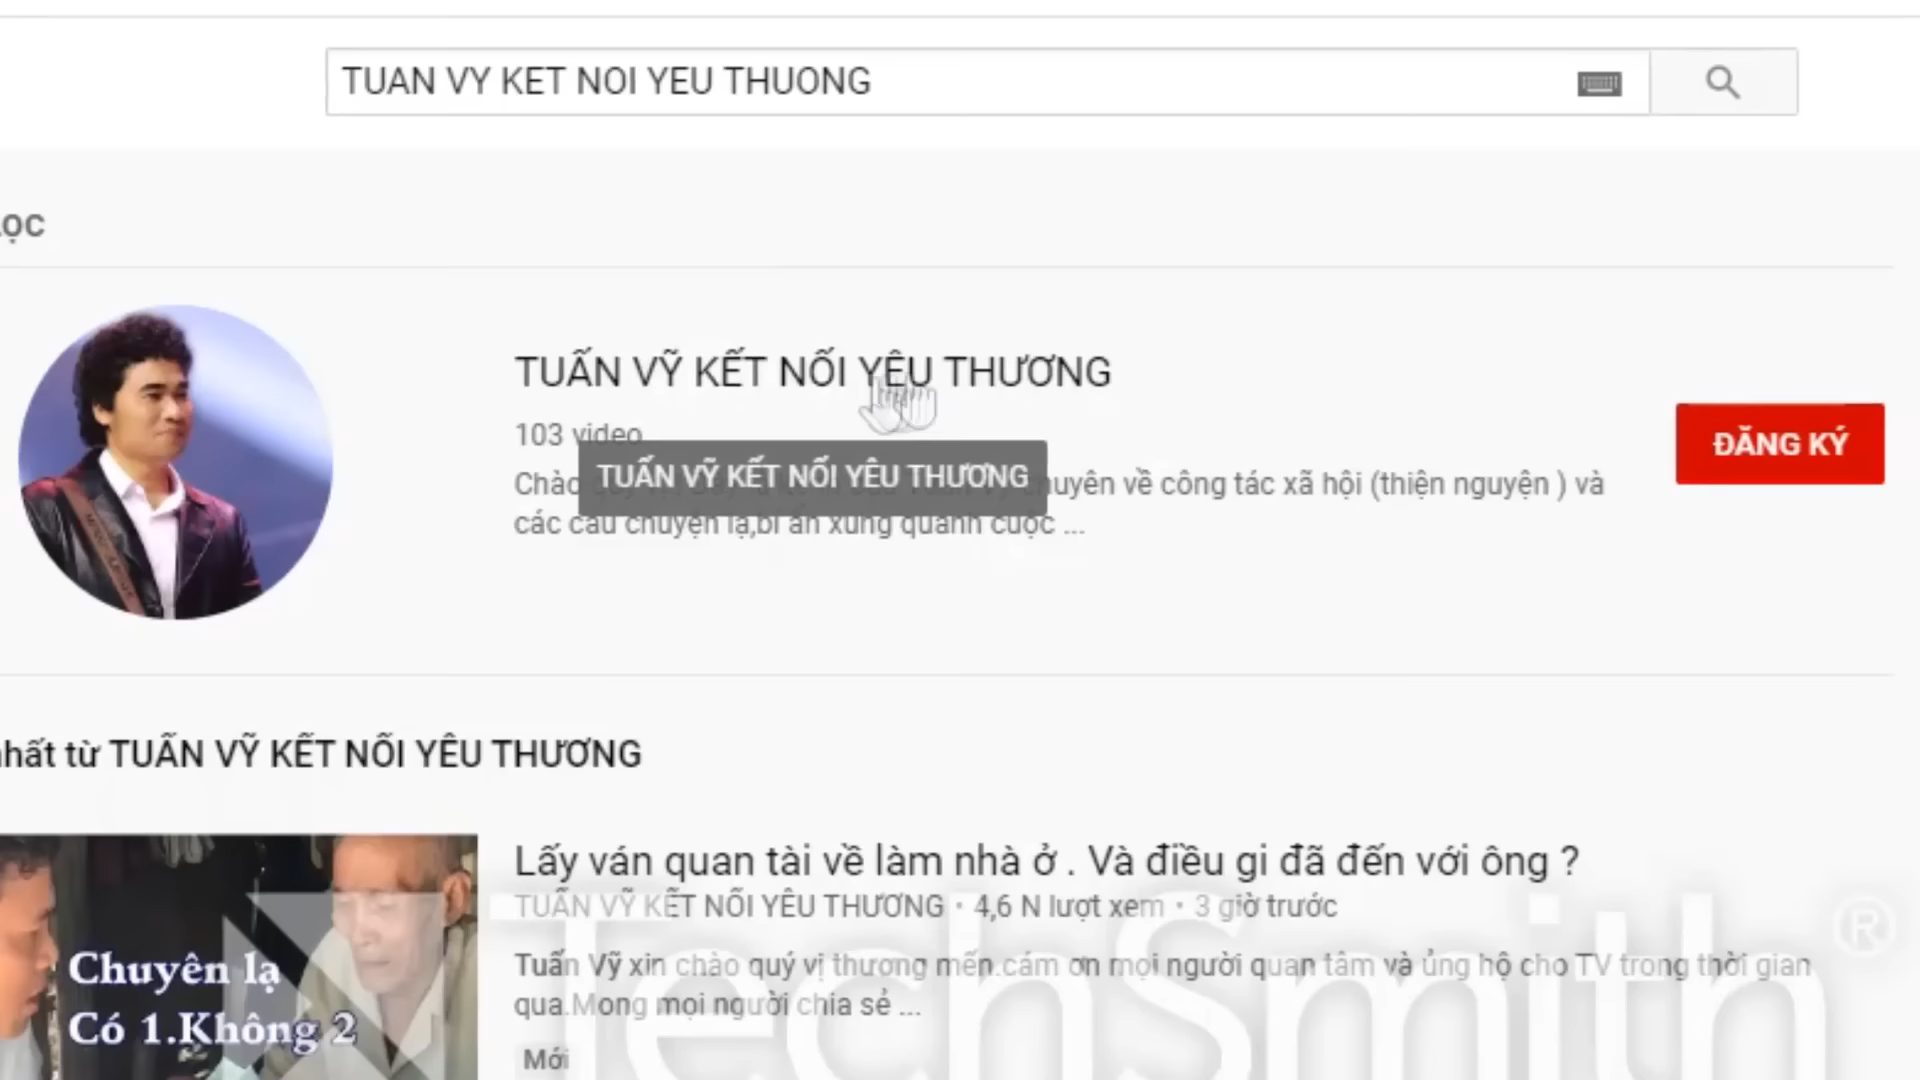 TUAN VY KET NOI YEU THUONG
LỌC
TUẤN VỸ KẾT NỐI YÊU THƯƠNG
103 video
TUẤN VỸ KẾT NỐI YÊU THƯƠNG
Chào chuyên về công tác xã hội (thiện nguyện ) và
các câu chuyện lạ,bí ẩn xung quanh cuộc ...
ĐĂNG KÝ
nhất từ TUẤN VỸ KẾT NỐI YÊU THƯƠNG
Chuyện lạ
Có 1.Không 2
Lấy ván quan tài về làm nhà ở . Và điều gi đã đến với ông ?
TUẤN VỸ KẾT NỐI YÊU THƯƠNG • 4,6 N lượt xem • 3 giờ trước
Tuấn Vỹ xin chào quý vị thương mến.cám ơn mọi người quan tâm và ủng hộ cho TV trong thời gian
qua.Mong mọi người chia sẻ ...
Mới
TechSmith®